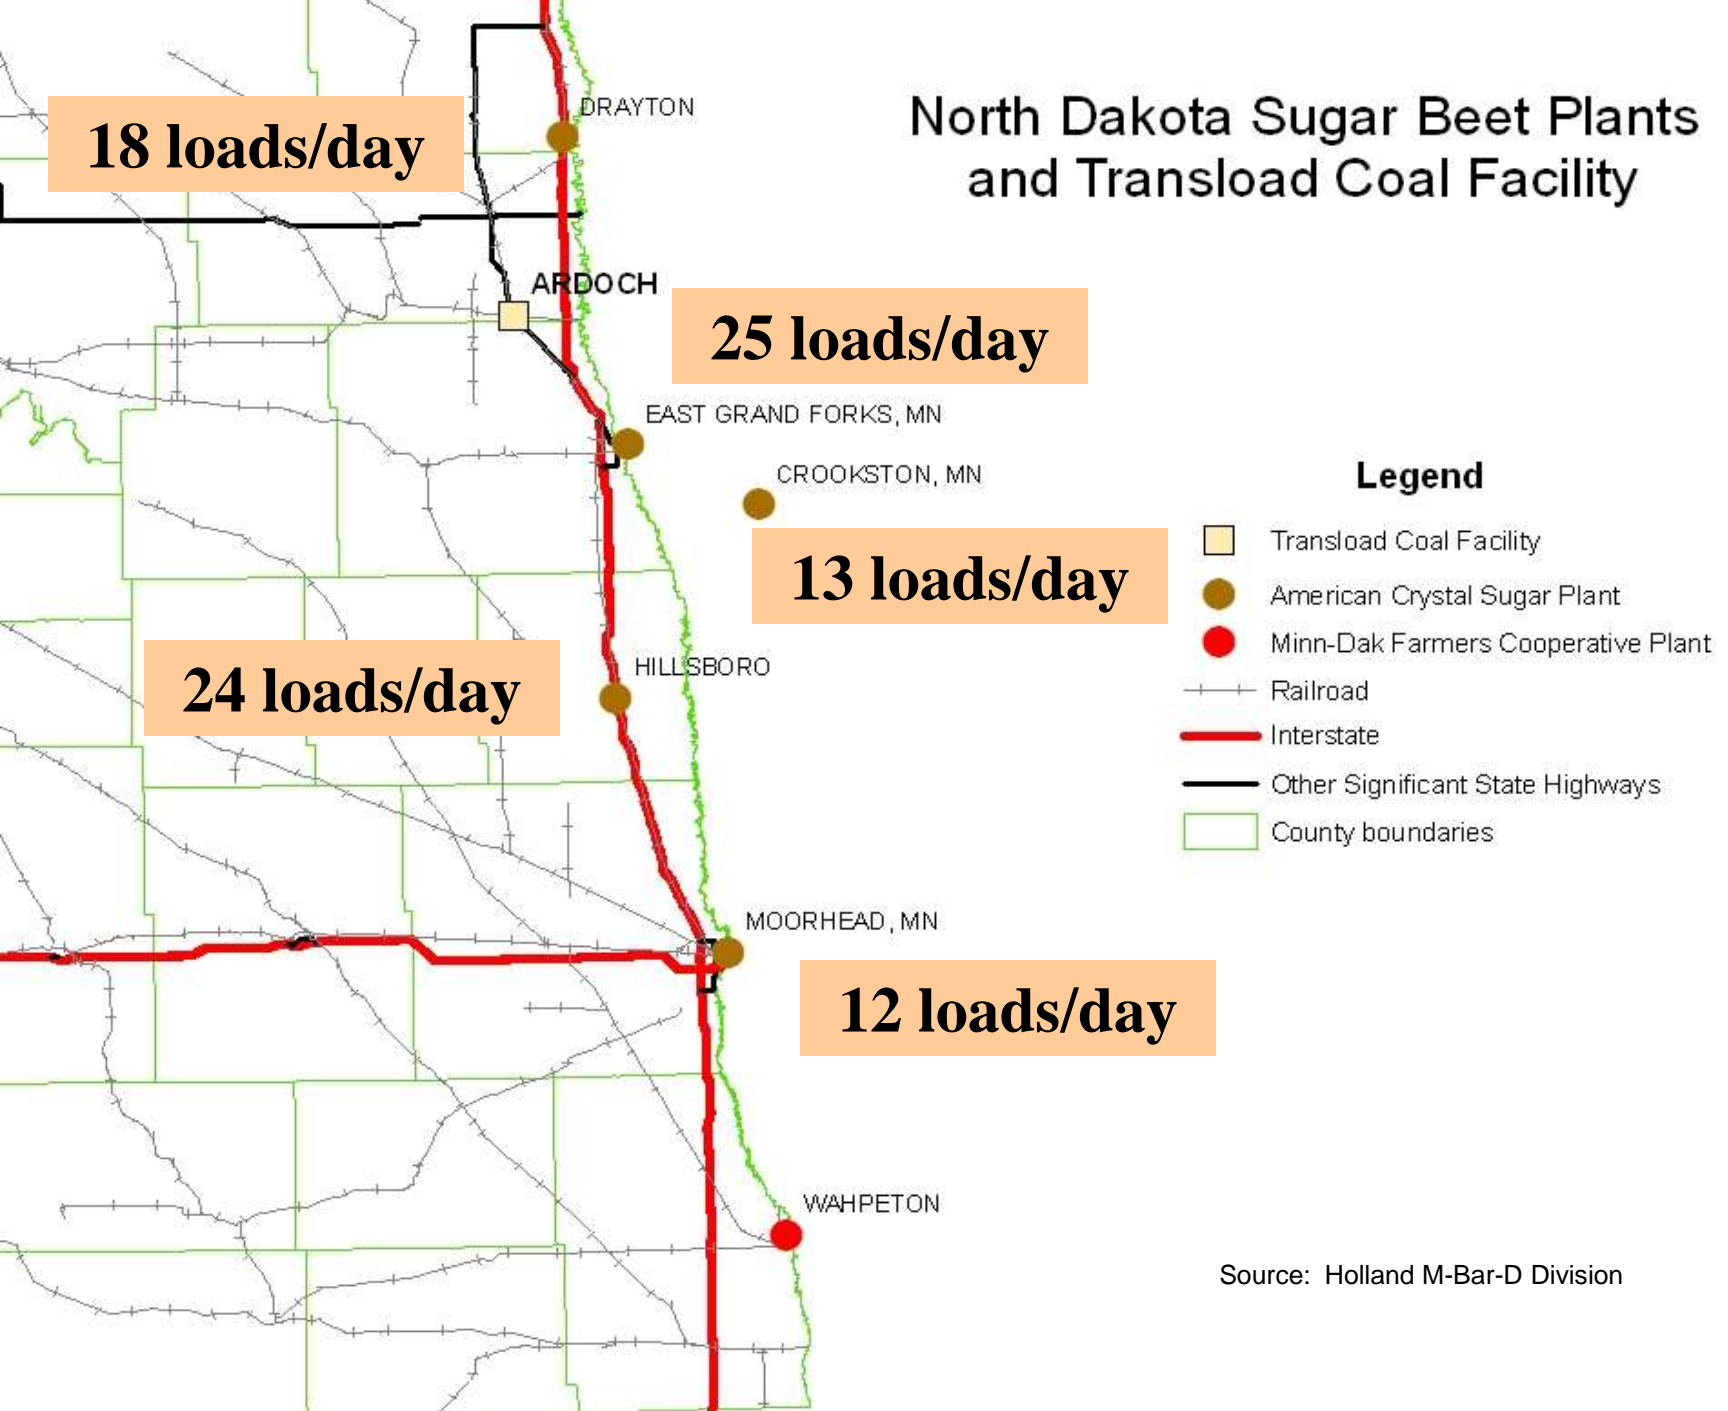 North Dakota Sugar Beet Plants
and Transload Coal Facility
DRAYTON
18 loads/day
ARDOCH
25 loads/day
EAST GRAND FORKS, MN
CROOKSTON, MN
13 loads/day
HILLSBORO
24 loads/day
MOORHEAD, MN
12 loads/day
WAHPETON
Legend
Transload Coal Facility
American Crystal Sugar Plant
Minn-Dak Farmers Cooperative Plant
Railroad
Interstate
Other Significant State Highways
County boundaries
Source: Holland M-Bar-D Division